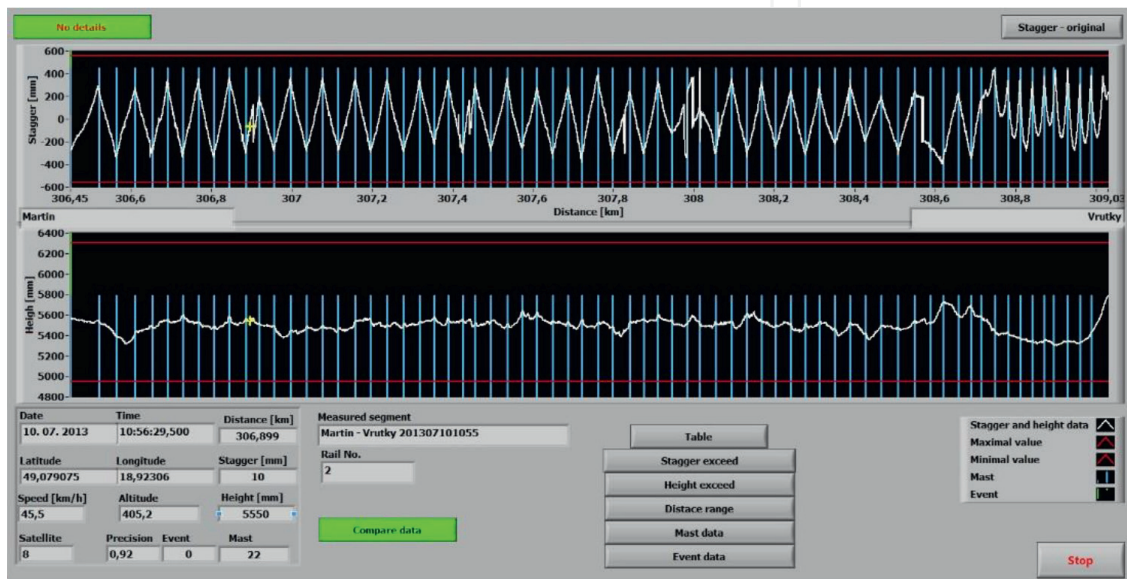 No details
Stagger - original
Stagger [mm]
600
400
200
0
-200
-400
-600
306,45 306,6 306,8 307 307,2 307,4 307,6 307,8 308 308,2 308,4 308,6 308,8 309,03
Distance [km]
Martin
Vrutky
Heigh [mm]
6400
6200
6000
5800
5600
5400
5200
5000
4800
Date Time Distance [km]
10. 07. 2013 10:56:29,500 306,899
Latitude Longitude Stagger [mm]
49,079075 18,92306 10
Speed [km/h] Altitude Height [mm]
45,5 405,2 5550
Satellite Precision Event Mast
8 0,92 0 22
Measured segment
Martin - Vrutky 201307101055
Rail No.
2
Compare data
Table
Stagger exceed
Height exceed
Distace range
Mast data
Event data
Stagger and height data
Maximal value
Minimal value
Mast
Event
Stop